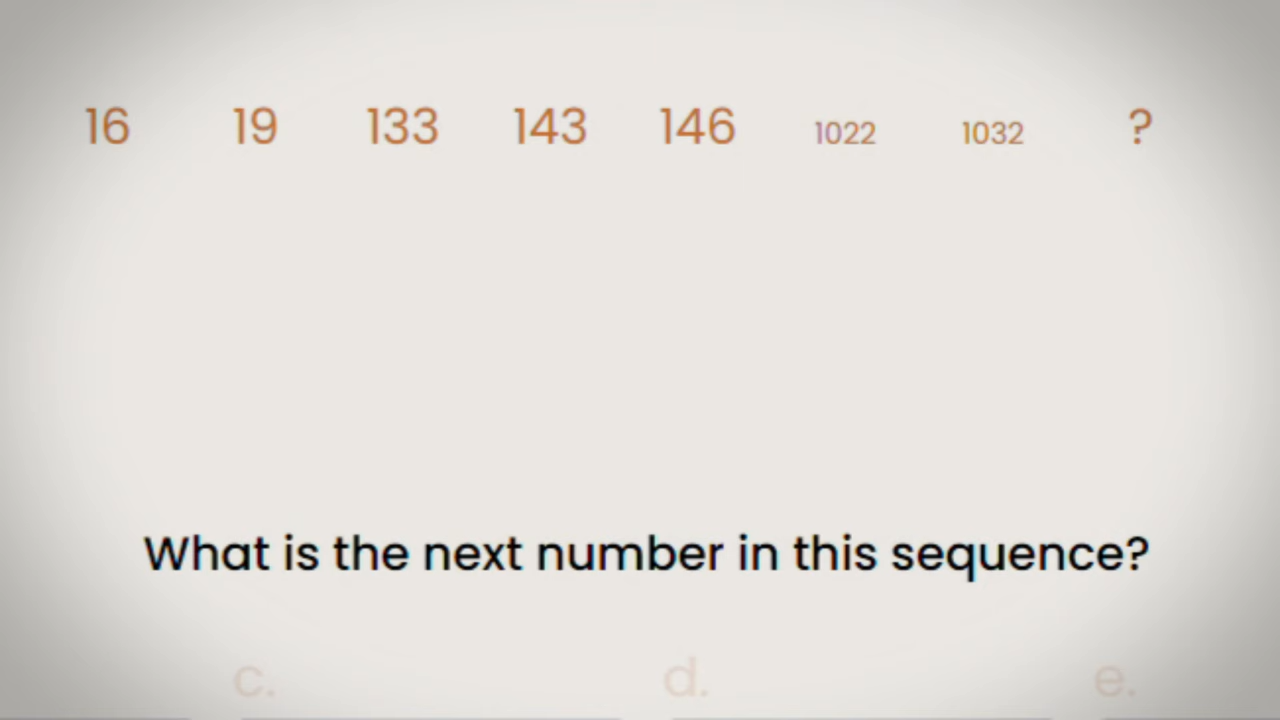 16 19 133 143 146 1022 1032 ?
What is the next number in this sequence?
c. d. e.